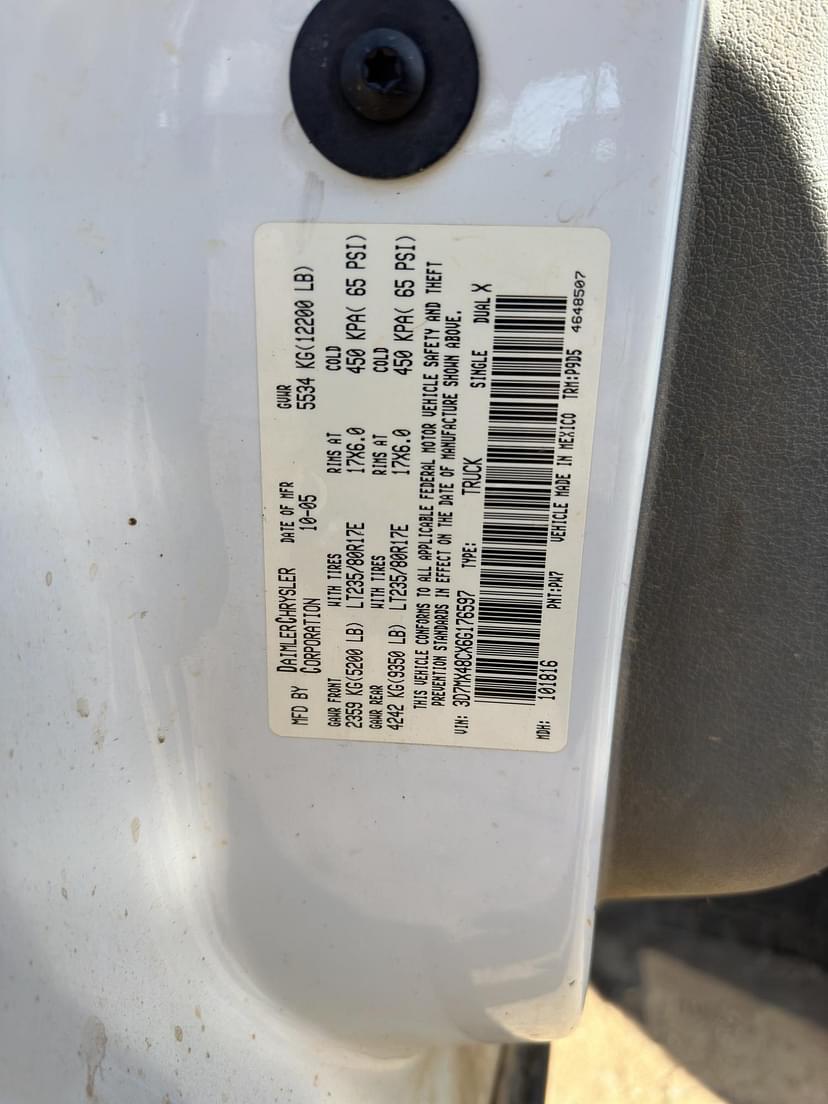 MFD BY DAIMLERCHRYSLER CORPORATION DATE OF MFR 10-05 GVWR 5534 KG(12200 LB)
GAWR FRONT WITH TIRES RIMS AT COLD
2359 KG(5200 LB) LT235/80R17E 17X6.0 450 KPA( 65 PSI)
GAWR REAR WITH TIRES RIMS AT COLD
4242 KG(9350 LB) LT235/80R17E 17X6.0 450 KPA( 65 PSI)
THIS VEHICLE CONFORMS TO ALL APPLICABLE FEDERAL MOTOR VEHICLE SAFETY AND THEFT
PREVENTION STANDARDS IN EFFECT ON THE DATE OF MANUFACTURE SHOWN ABOVE.
VIN: 3D7MX48CX6G176597 TYPE: TRUCK SINGLE DUAL X
MDH: 101816 PNT:PW7 VEHICLE MADE IN MEXICO TRM:P9D5 4648507